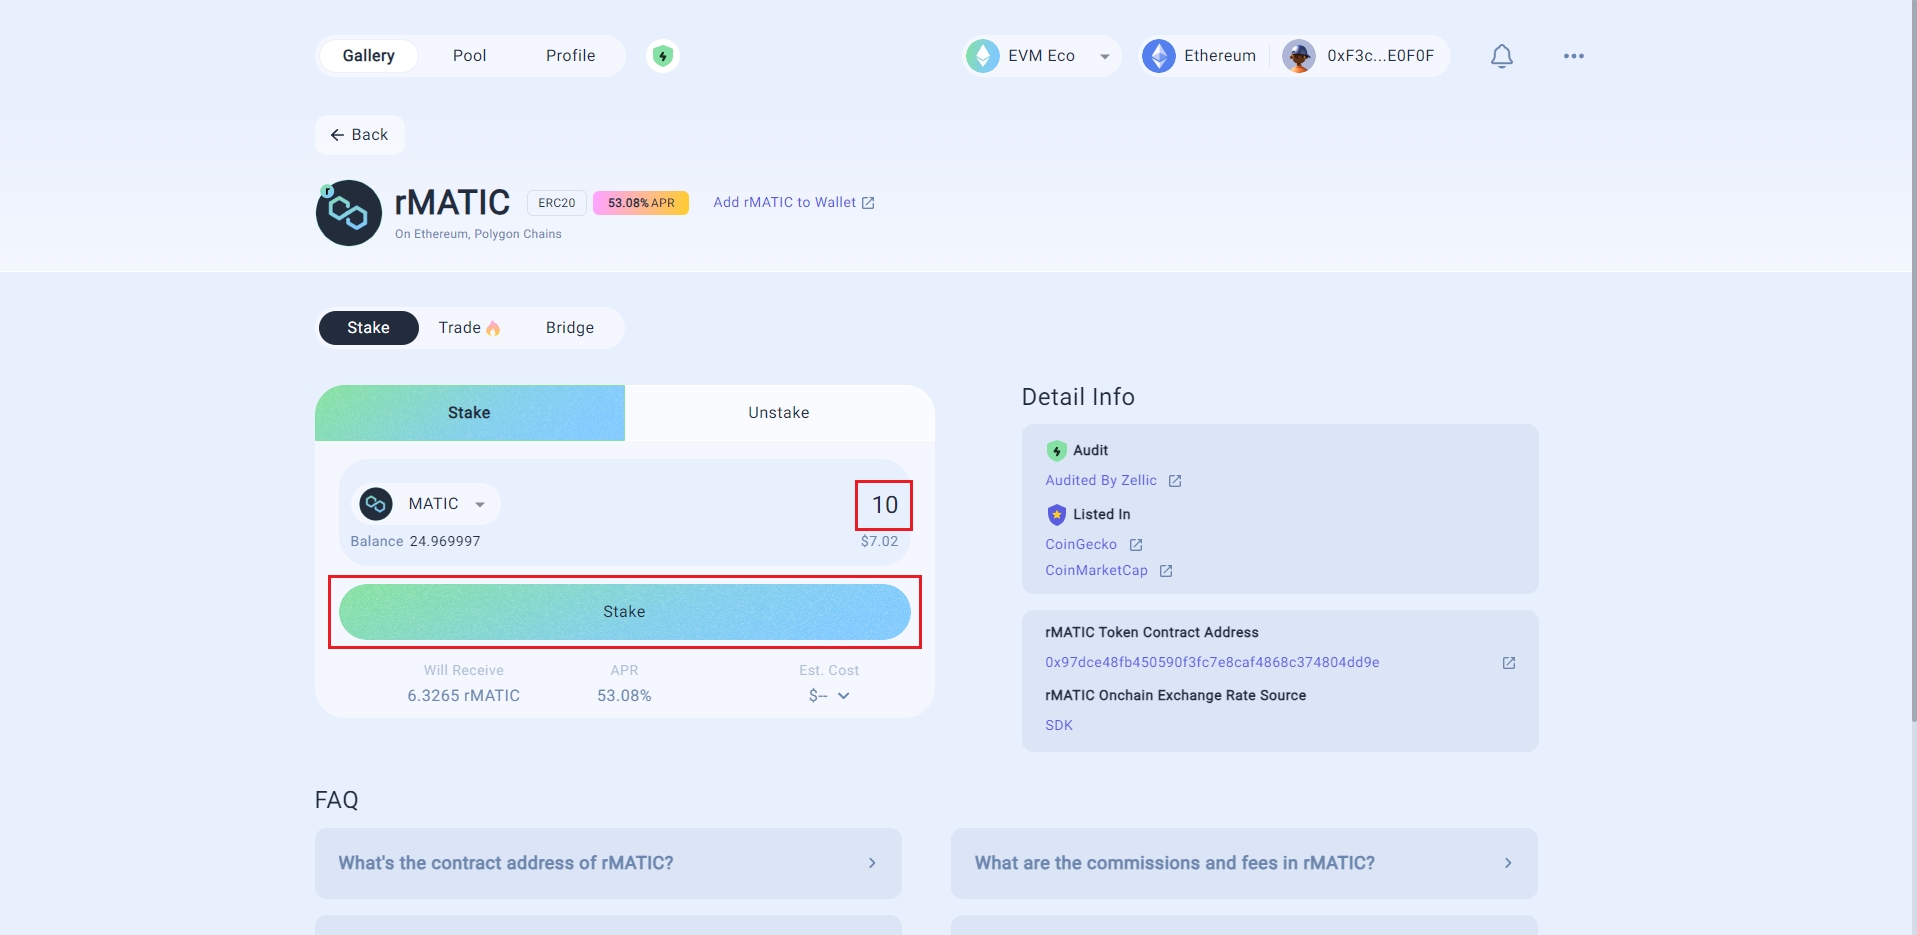 Gallery Pool Profile EVM Eco Ethereum 0xF3c...E0F0F
Back
r
rMATIC ERC20 53.08% APR Add rMATIC to Wallet
On Ethereum, Polygon Chains
Stake Trade Bridge
Stake Unstake
MATIC 10
Balance 24.969997 $7.02
Stake
Will Receive APR Est. Cost
6.3265 rMATIC 53.08% $--
Detail Info
Audit
Audited By Zellic
Listed In
CoinGecko
CoinMarketCap
rMATIC Token Contract Address
0x97dce48fb450590f3fc7e8caf4868c374804dd9e
rMATIC Onchain Exchange Rate Source
SDK
FAQ
What's the contract address of rMATIC?
What are the commissions and fees in rMATIC?